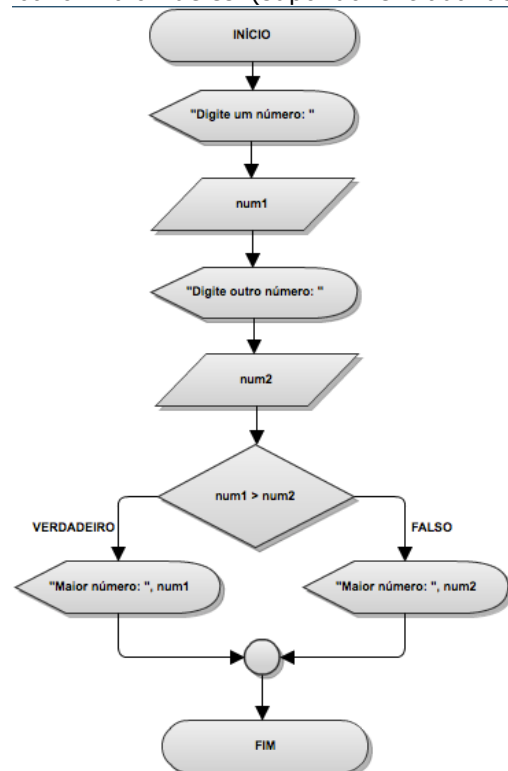 INÍCIO
"Digite um número: "
num1
"Digite outro número: "
num2
num1 > num2
VERDADEIRO
FALSO
"Maior número: ", num1
"Maior número: ", num2
FIM